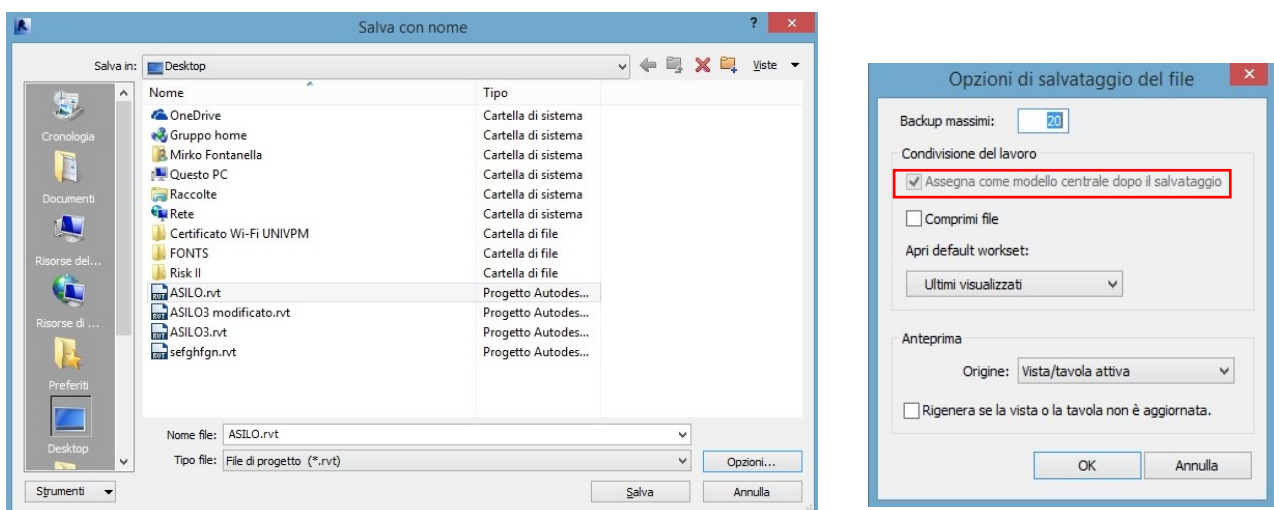 Salva con nome
?
Salva in: Desktop
Viste
Cronologia
Documenti
Risorse del...
Risorse di ...
Preferiti
Desktop
Nome Tipo
OneDrive Cartella di sistema
Gruppo home Cartella di sistema
Mirko Fontanella Cartella di sistema
Questo PC Cartella di sistema
Raccolte Cartella di sistema
Rete Cartella di sistema
Certificato Wi-Fi UNIVPM Cartella di file
FONTS Cartella di file
Risk II Cartella di file
ASILO.rvt Progetto Autodes...
ASILO3 modificato.rvt Progetto Autodes...
ASILO3.rvt Progetto Autodes...
sefghfgn.rvt Progetto Autodes...
Nome file: ASILO.rvt
Tipo file: File di progetto (*.rvt)
Opzioni...
Strumenti
Salva
Annulla
Opzioni di salvataggio del file
Backup massimi: 20
Condivisione del lavoro
Assegna come modello centrale dopo il salvataggio
Comprimi file
Apri default workset:
Ultimi visualizzati
Anteprima
Origine: Vista/tavola attiva
Rigenera se la vista o la tavola non è aggiornata.
OK
Annulla